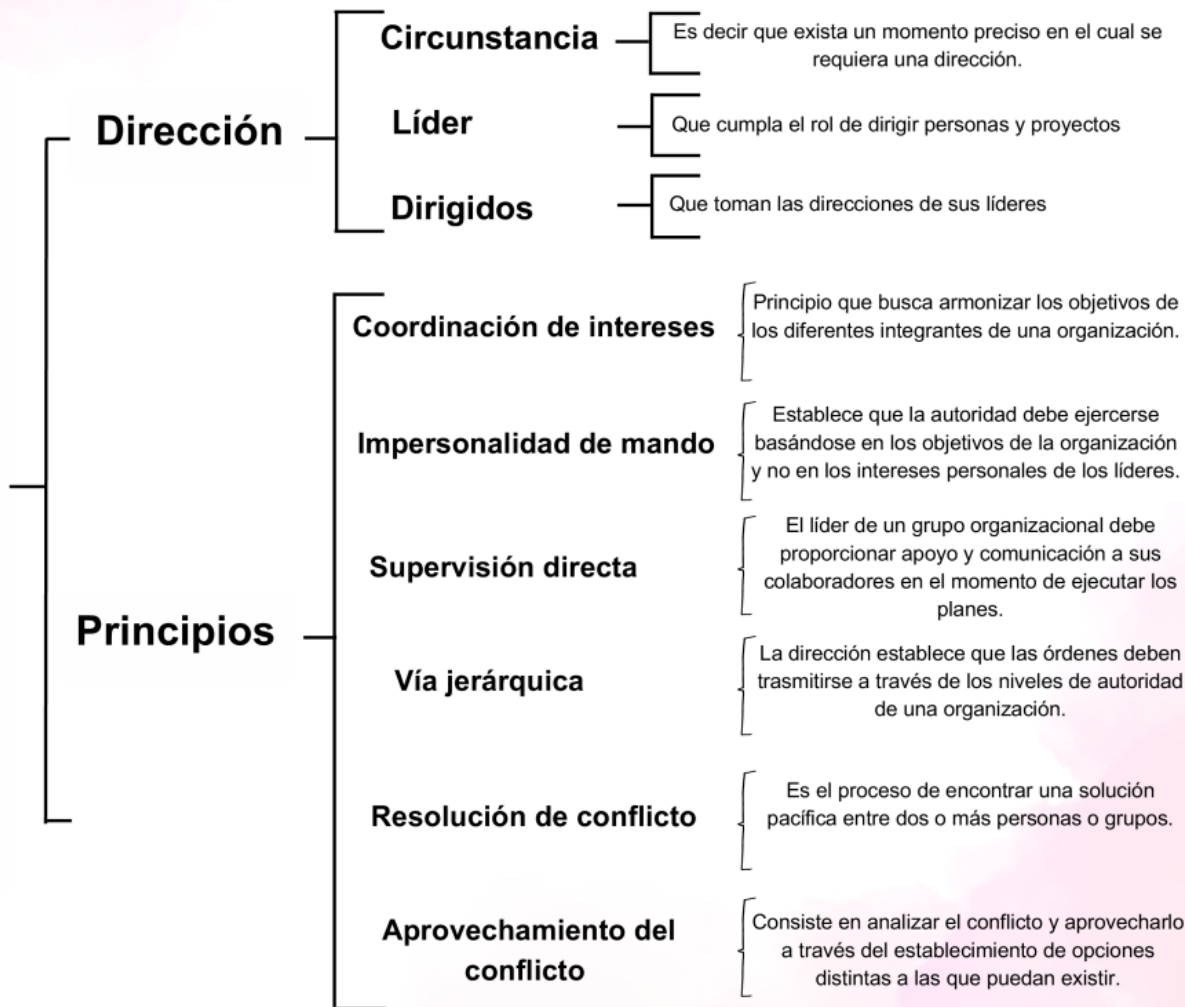 Dirección
Circunstancia
Es decir que exista un momento preciso en el cual se
requiera una dirección.
Líder
Que cumpla el rol de dirigir personas y proyectos
Dirigidos
Que toman las direcciones de sus líderes
Principios
Coordinación de intereses
Principio que busca armonizar los objetivos de
los diferentes integrantes de una organización.
Impersonalidad de mando
Establece que la autoridad debe ejercerse
basándose en los objetivos de la organización
y no en los intereses personales de los líderes.
Supervisión directa
El líder de un grupo organizacional debe
proporcionar apoyo y comunicación a sus
colaboradores en el momento de ejecutar los
planes.
Vía jerárquica
La dirección establece que las órdenes deben
trasmitirse a través de los niveles de autoridad
de una organización.
Resolución de conflicto
Es el proceso de encontrar una solución
pacífica entre dos o más personas o grupos.
Aprovechamiento del
conflicto
Consiste en analizar el conflicto y aprovecharlo
a través del establecimiento de opciones
distintas a las que puedan existir.